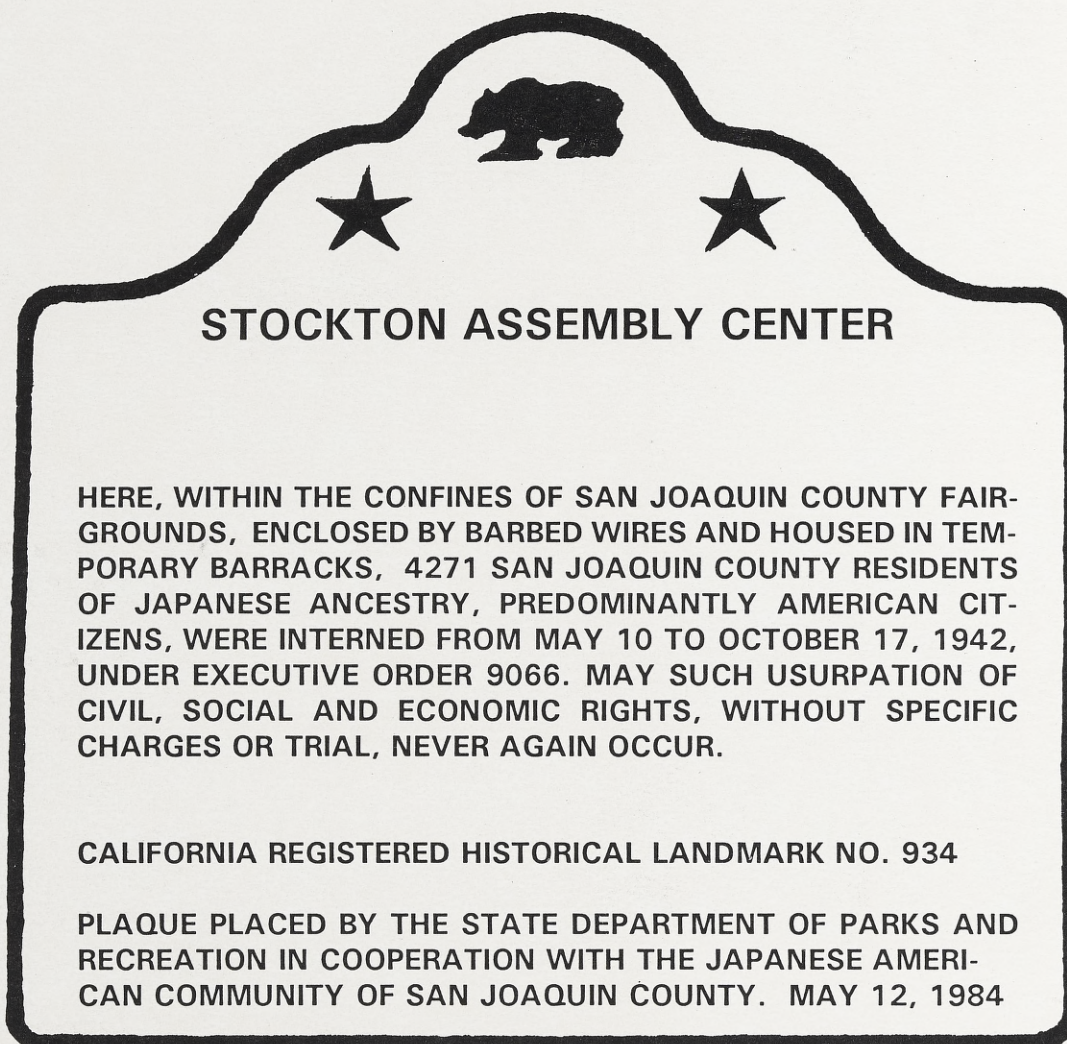 STOCKTON ASSEMBLY CENTER
HERE, WITHIN THE CONFINES OF SAN JOAQUIN COUNTY FAIR-
GROUNDS, ENCLOSED BY BARBED WIRES AND HOUSED IN TEM-
PORARY BARRACKS, 4271 SAN JOAQUIN COUNTY RESIDENTS
OF JAPANESE ANCESTRY, PREDOMINANTLY AMERICAN CIT-
IZENS, WERE INTERNED FROM MAY 10 TO OCTOBER 17, 1942,
UNDER EXECUTIVE ORDER 9066. MAY SUCH USURPATION OF
CIVIL, SOCIAL AND ECONOMIC RIGHTS, WITHOUT SPECIFIC
CHARGES OR TRIAL, NEVER AGAIN OCCUR.
CALIFORNIA REGISTERED HISTORICAL LANDMARK NO. 934
PLAQUE PLACED BY THE STATE DEPARTMENT OF PARKS AND
RECREATION IN COOPERATION WITH THE JAPANESE AMERI-
CAN COMMUNITY OF SAN JOAQUIN COUNTY. MAY 12, 1984